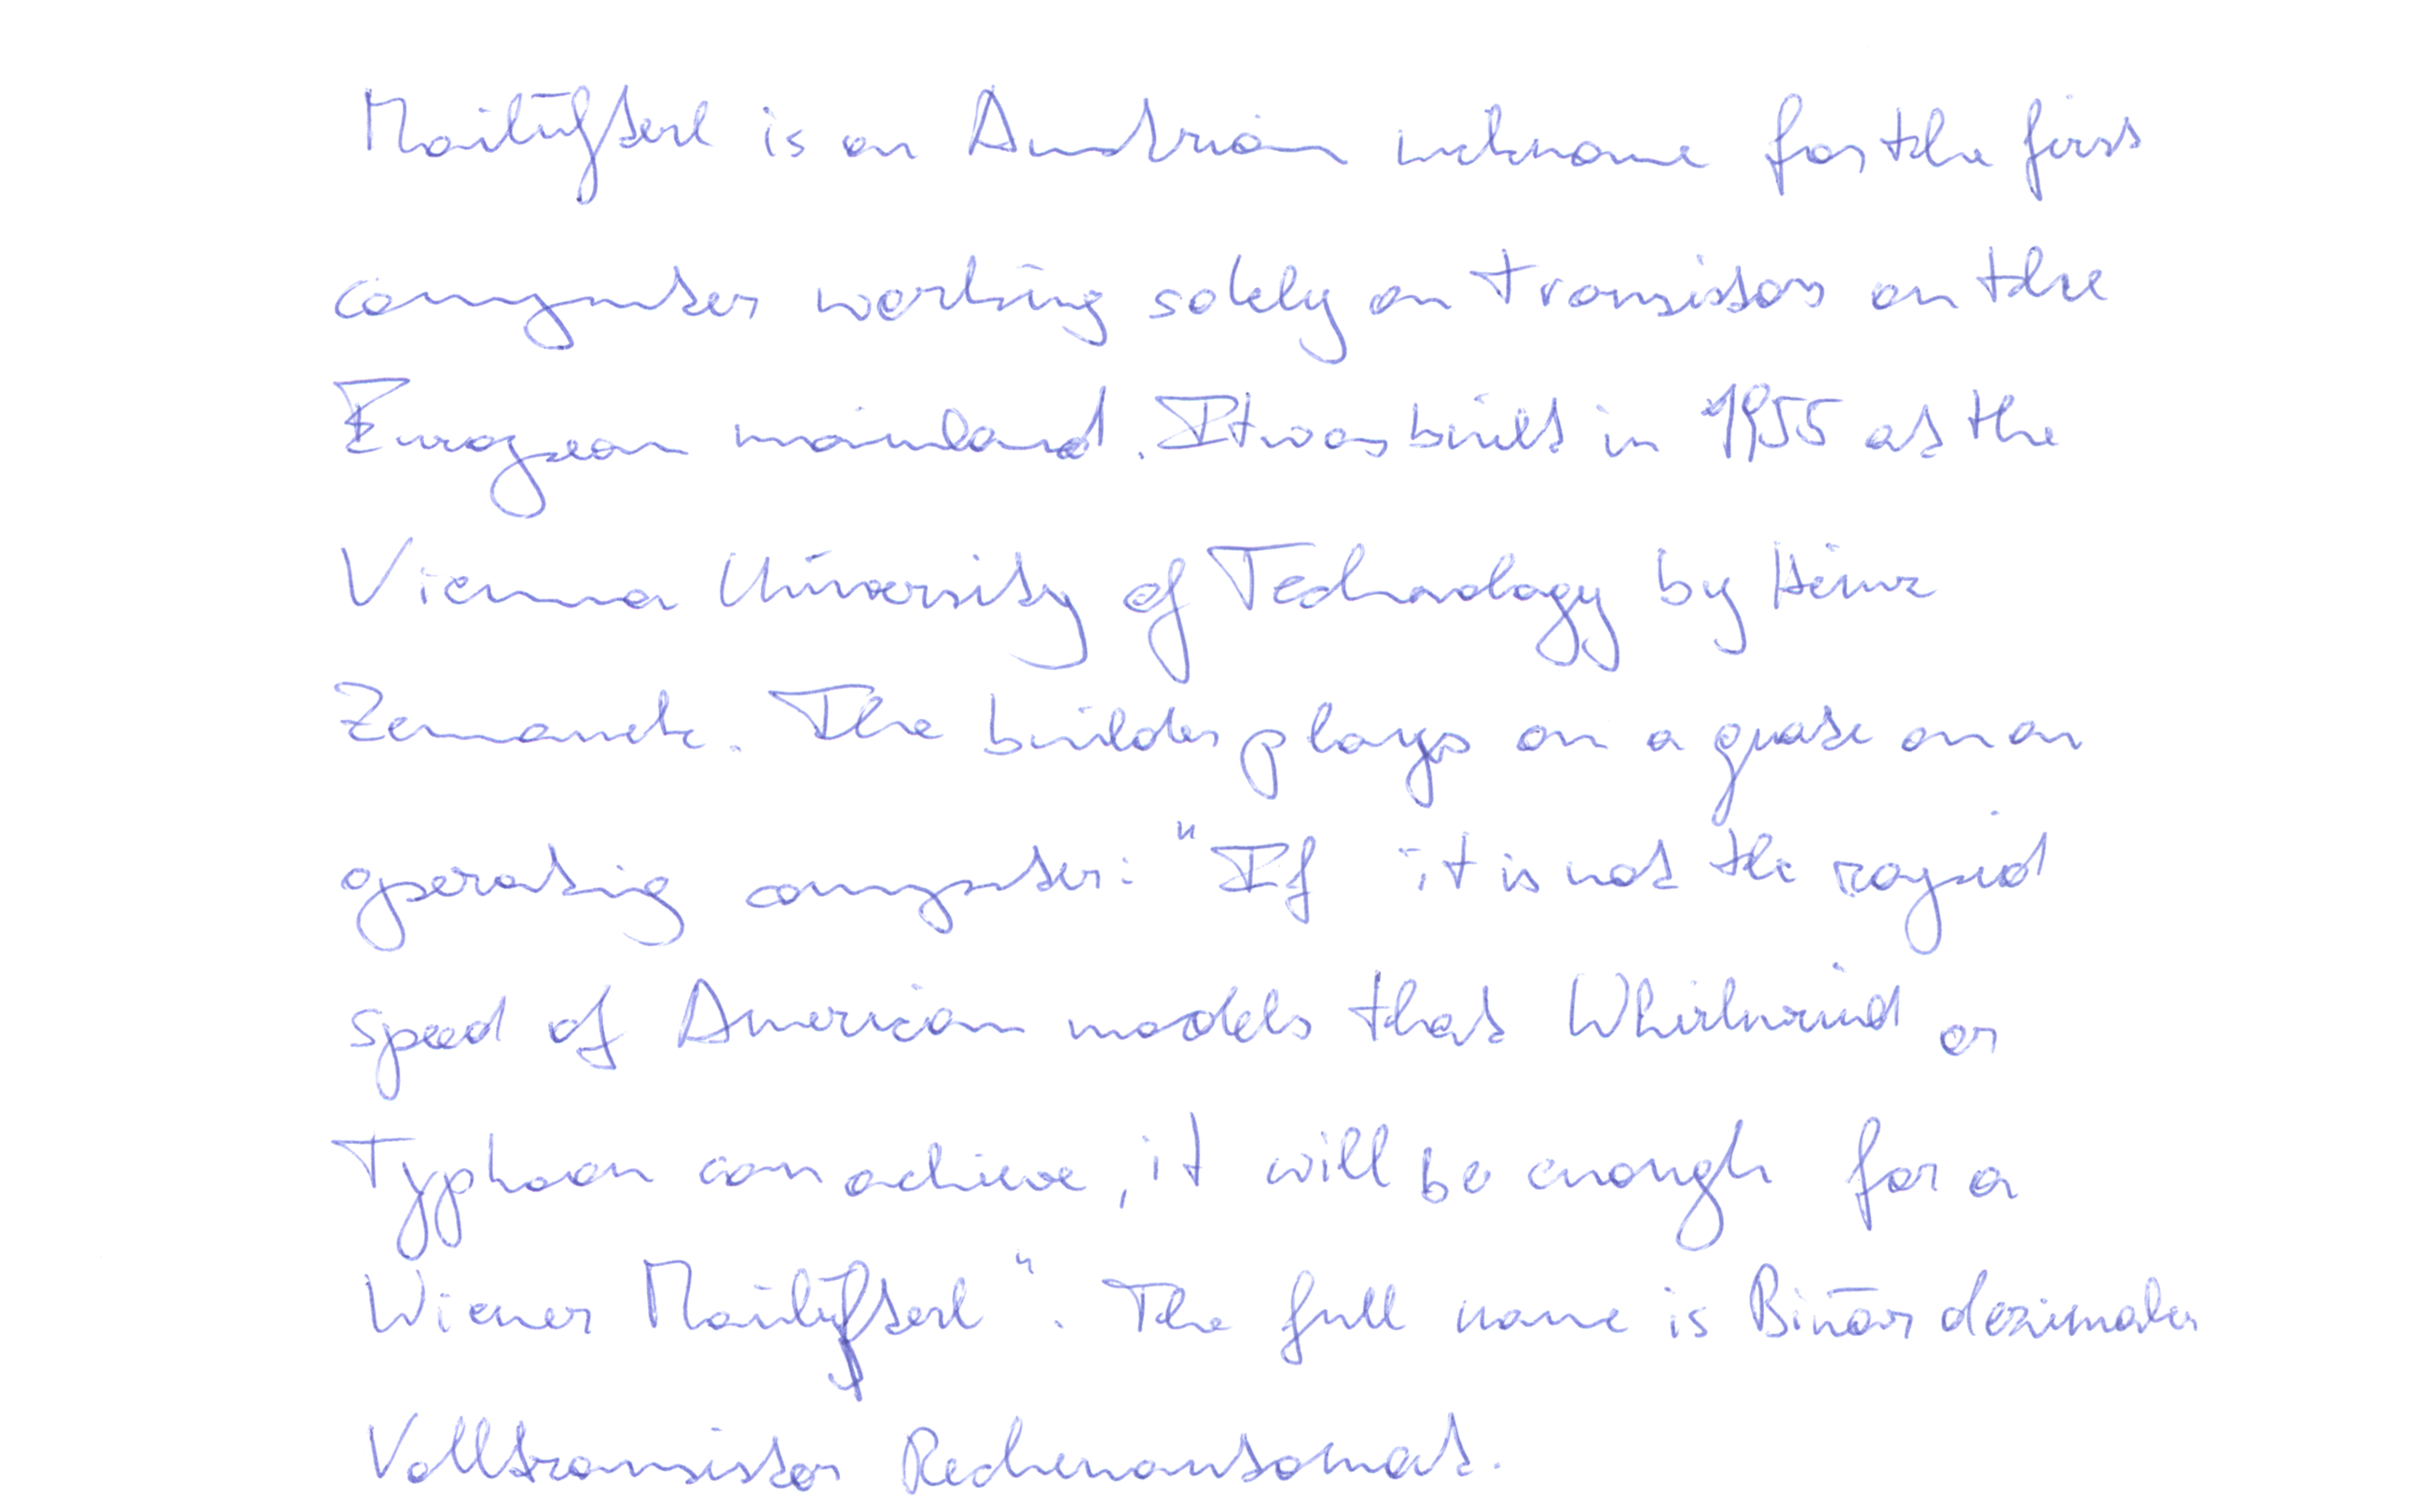 Mailüfterl is an Austrian nickname for the first
computer working solely on transistors on the
European mainland. It was built in 1955 at the
Vienna University of Technology by Heinz
Zemanek. The builder plays on a quote on an
operating computer: "If it is not the rapid
speed of American models that Whirlwind or
Typhoon can achieve, it will be enough for a
Wiener Mailüfterl". The full name is Binär dezimaler
Volltransistor Rechenautomat.